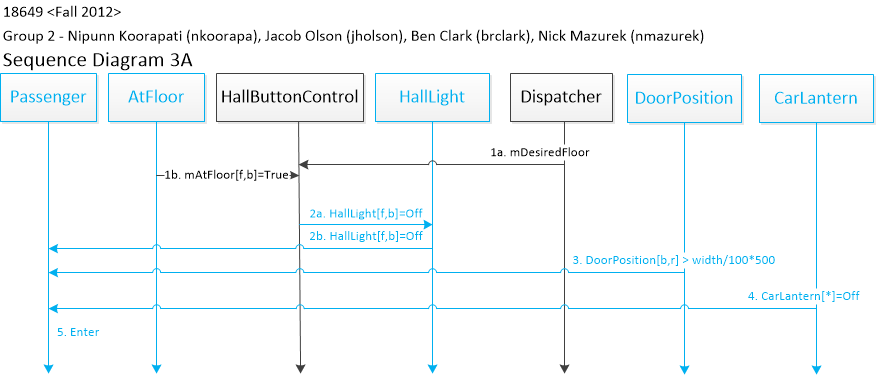 18649 <Fall 2012>
Group 2 - Nipunn Koorapati (nkoorapa), Jacob Olson (jholson), Ben Clark (brclark), Nick Mazurek (nmazurek)
Sequence Diagram 3A
Passenger
AtFloor
HallButtonControl
HallLight
Dispatcher
DoorPosition
CarLantern
1a. mDesiredFloor
1b. mAtFloor[f,b]=True
2a. HallLight[f,b]=Off
2b. HallLight[f,b]=Off
3. DoorPosition[b,r] > width/100*500
4. CarLantern[*]=Off
5. Enter